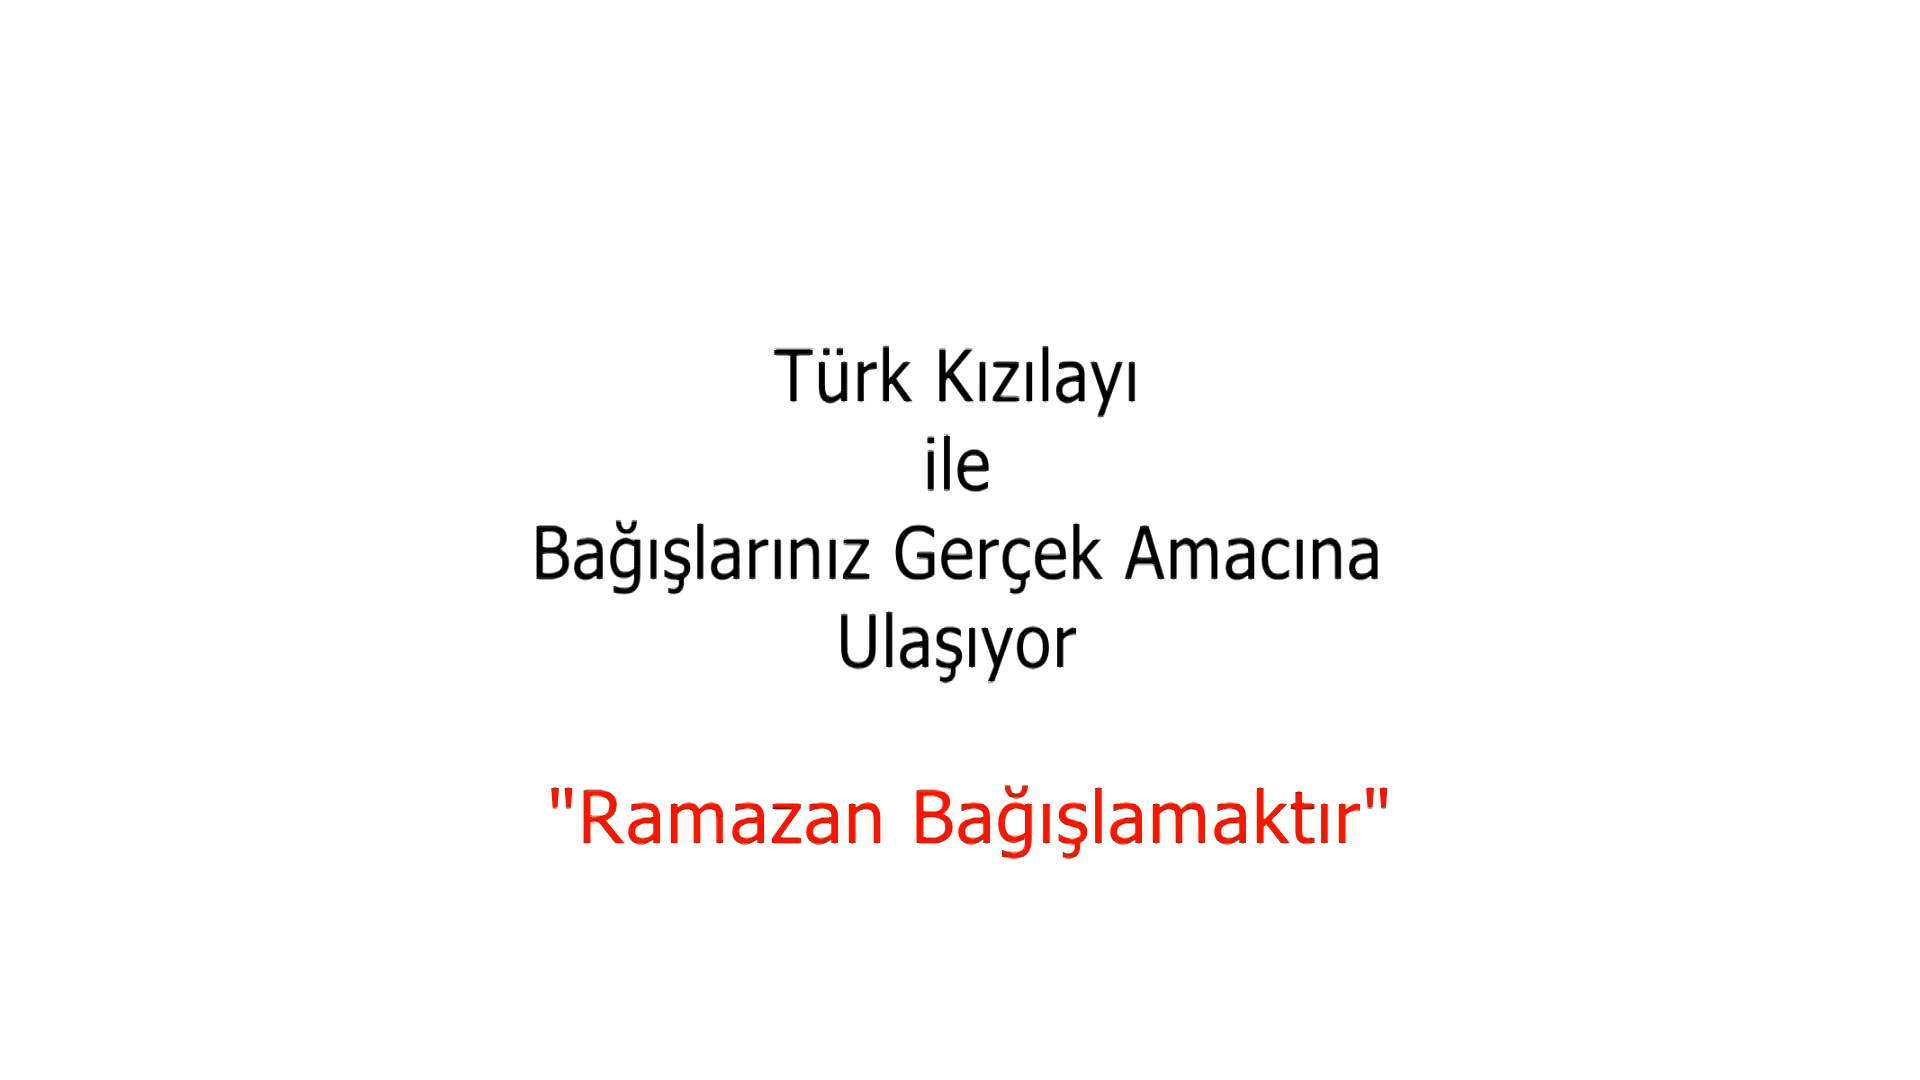 Türk Kızılayı
ile
Bağışlarınız Gerçek Amacına
Ulaşıyor
"Ramazan Bağışlamaktır"